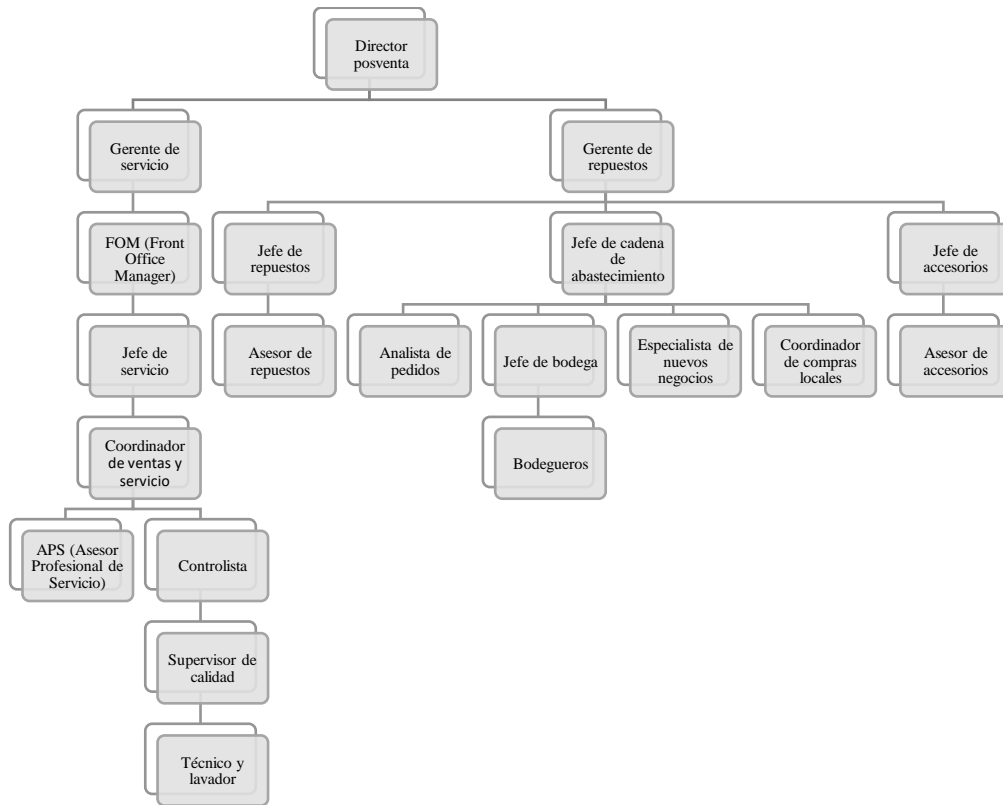 Director
posventa
Gerente de
servicio
Gerente de
repuestos
FOM (Front
Office
Manager)
Jefe de
repuestos
Jefe de cadena
de
abastecimiento
Jefe de
accesorios
Jefe de
servicio
Asesor de
repuestos
Analista de
pedidos
Jefe de bodega
Especialista de
nuevos
negocios
Coordinador
de compras
locales
Asesor de
accesorios
Coordinador
de ventas y
servicio
Bodegueros
APS (Asesor
Profesional de
Servicio)
Controlista
Supervisor de
calidad
Técnico y
lavador